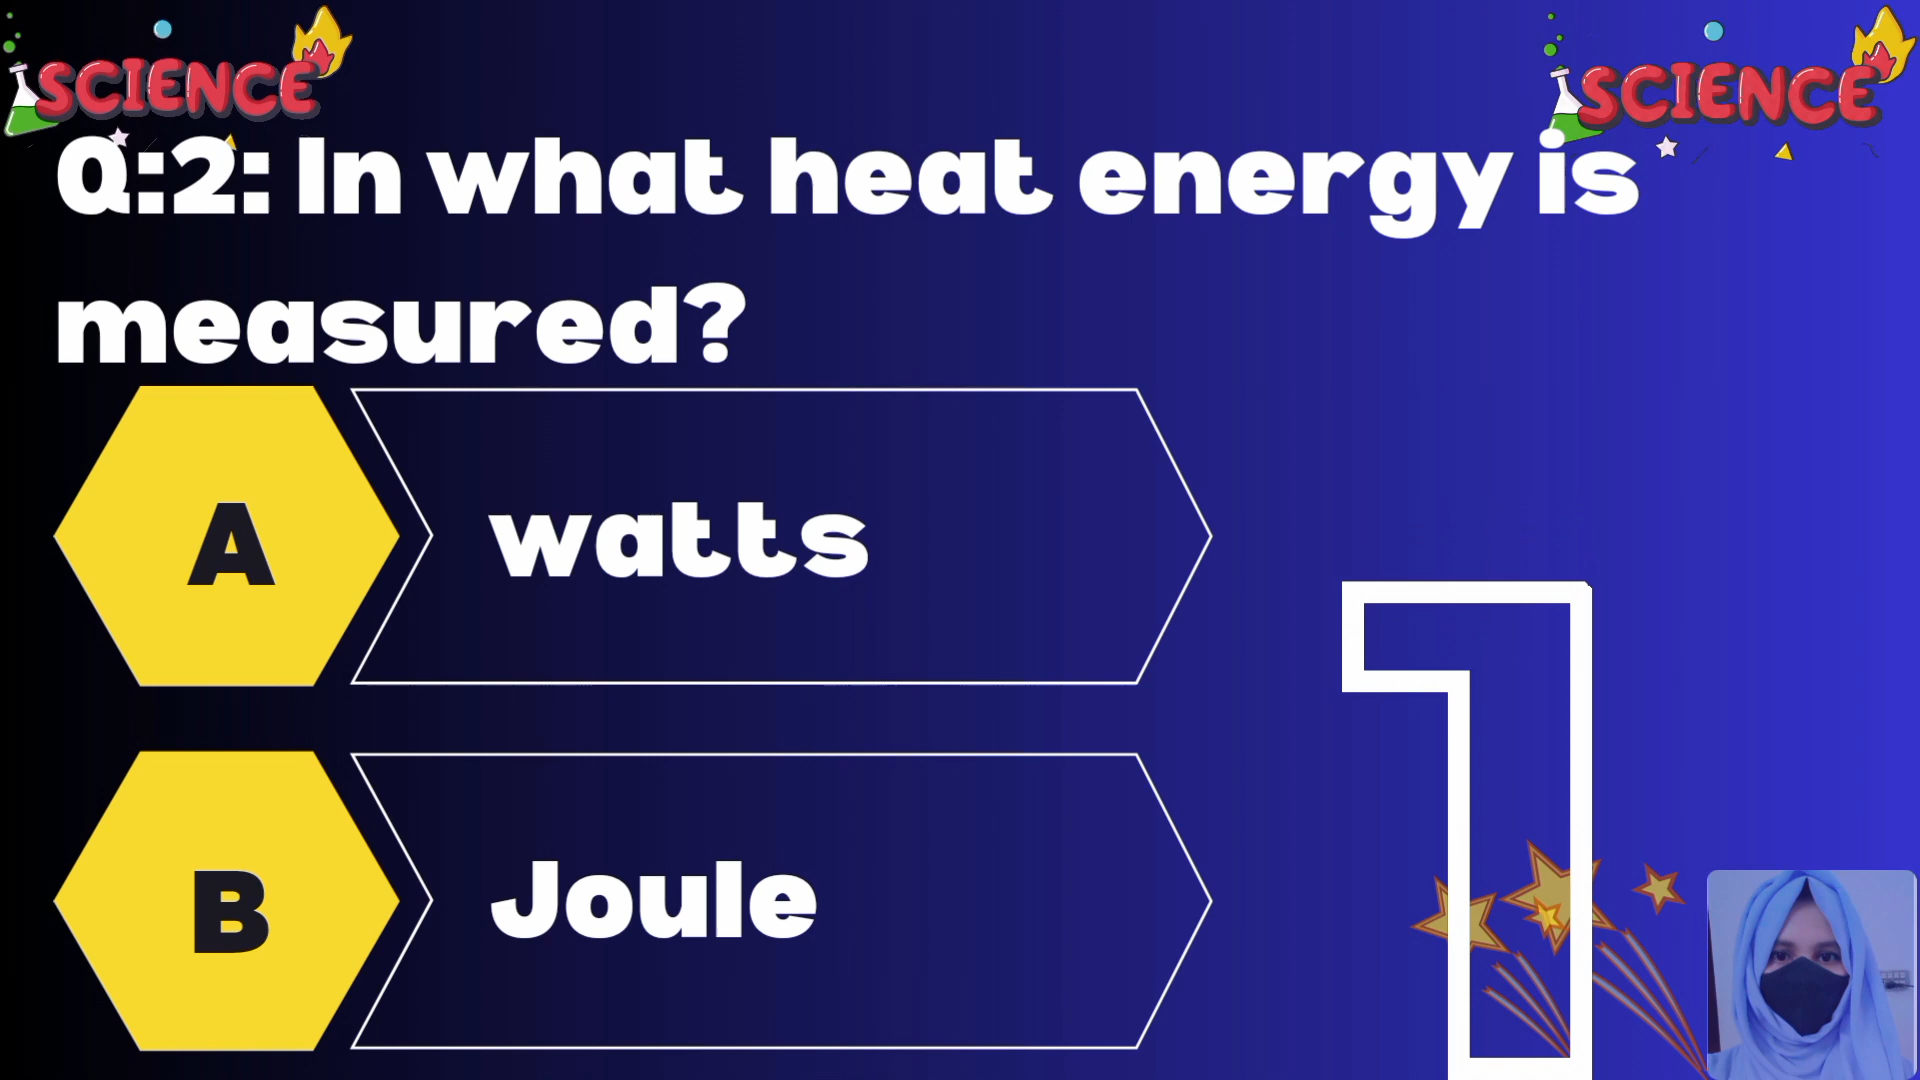 SCIENCE
SCIENCE
Q:2: In what heat energy is
measured?
A
watts
B
Joule
1